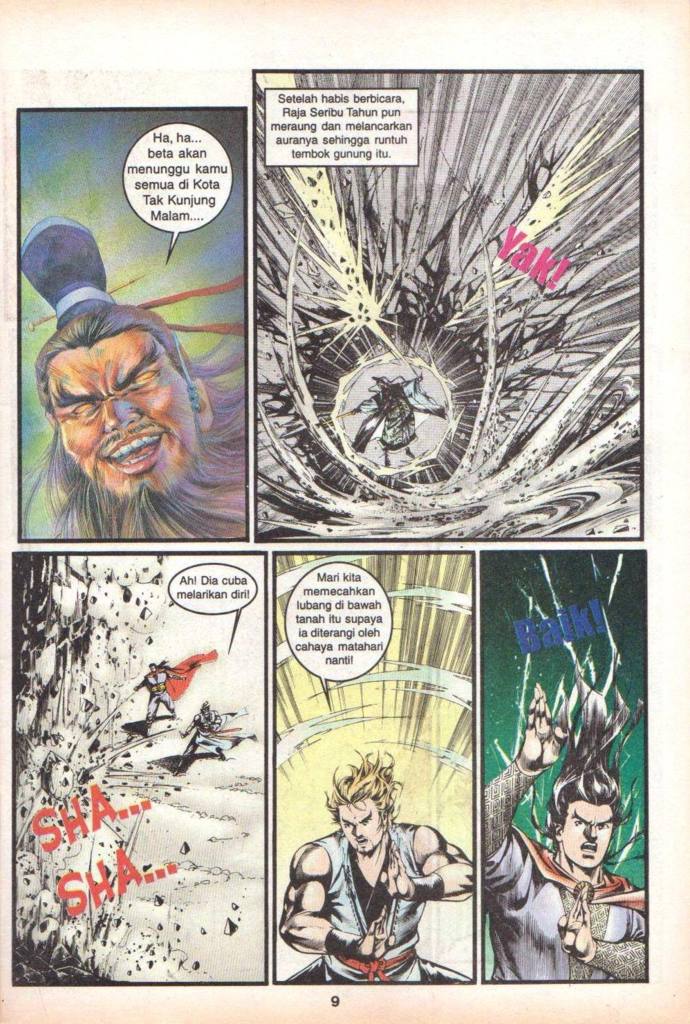 Ha, ha...
beta akan
menunggu kamu
semua di Kota
Tak Kunjung
Malam....
Setelah habis berbicara,
Raja Seribu Tahun pun
meraung dan melancarkan
auranya sehingga runtuh
tembok gunung itu.
Yak!
Ah! Dia cuba
melarikan diri!
SHA...
SHA...
Mari kita
memecahkan
lubang di bawah
tanah itu supaya
ia diterangi oleh
cahaya matahari
nanti!
Baik!
9